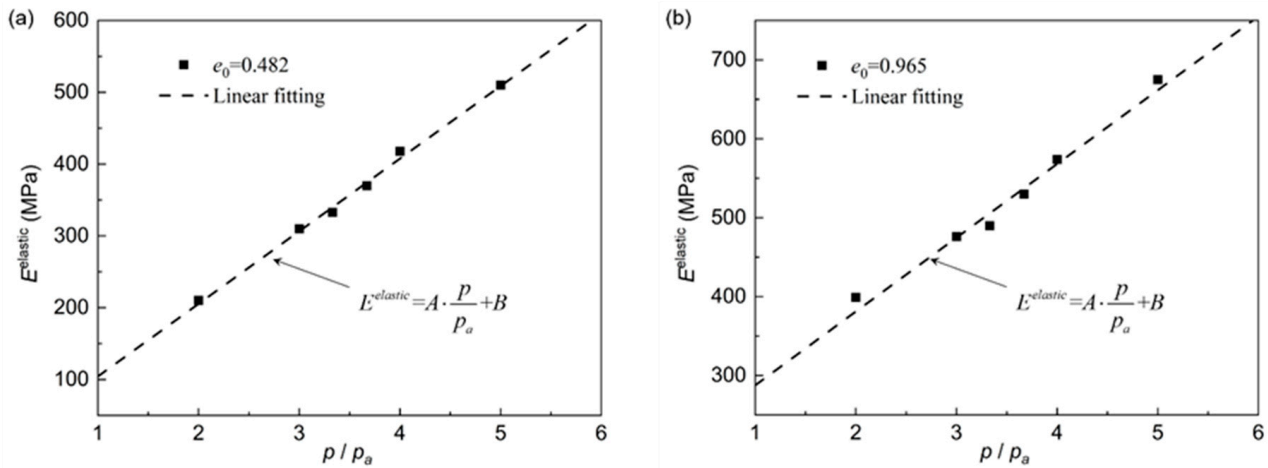 (a)
600
500
400
300
200
100
E^elastic (MPa)
e₀=0.482
Linear fitting
E^elastic=A·p/pₐ+B
1 2 3 4 5 6
p / pₐ
(b)
700
600
500
400
300
E^elastic (MPa)
e₀=0.965
Linear fitting
E^elastic=A·p/pₐ+B
1 2 3 4 5 6
p / pₐ